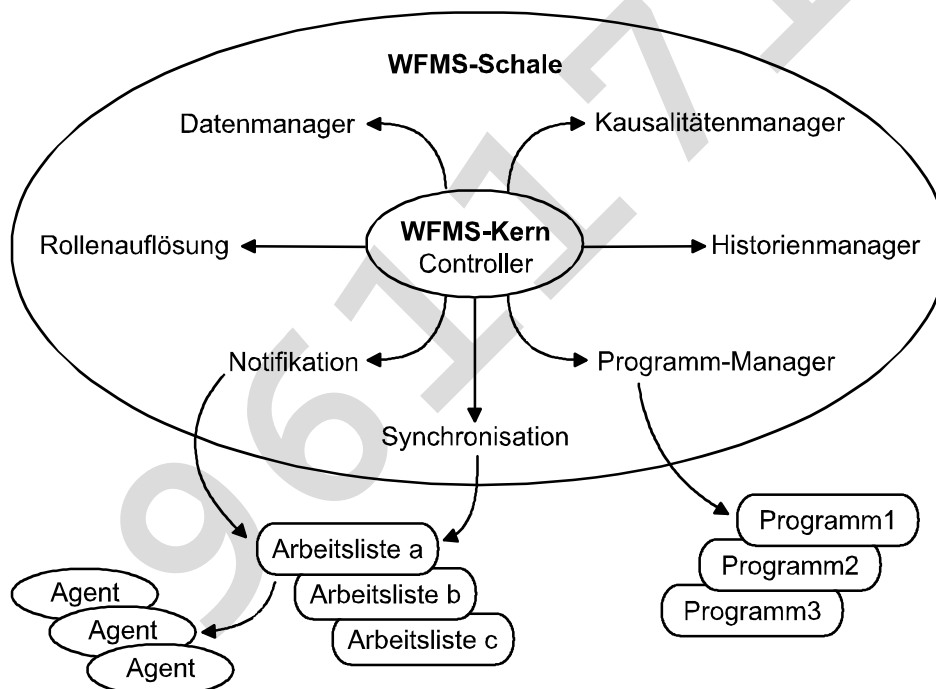 WFMS-Schale
Datenmanager
Kausalitätenmanager
WFMS-Kern
Controller
Rollenauflösung
Historienmanager
Notifikation
Programm-Manager
Synchronisation
Arbeitsliste a
Arbeitsliste b
Arbeitsliste c
Agent
Agent
Agent
Programm1
Programm2
Programm3